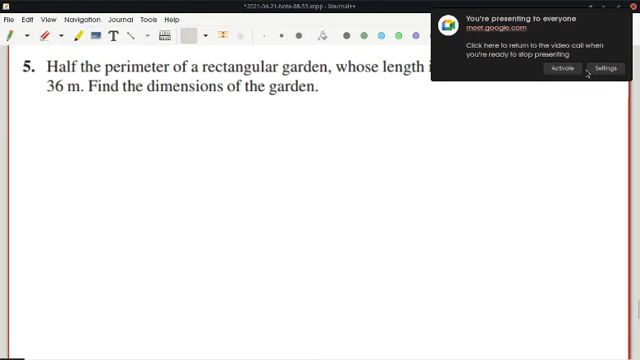 *2021-04-21-Note-08-53.xopp - Xournal++
File Edit View Navigation Journal Tools Plugin Help
You're presenting to everyone
meet.google.com
Click here to return to the video call when
you're ready to stop presenting
Activate Settings
5. Half the perimeter of a rectangular garden, whose length
36 m. Find the dimensions of the garden.